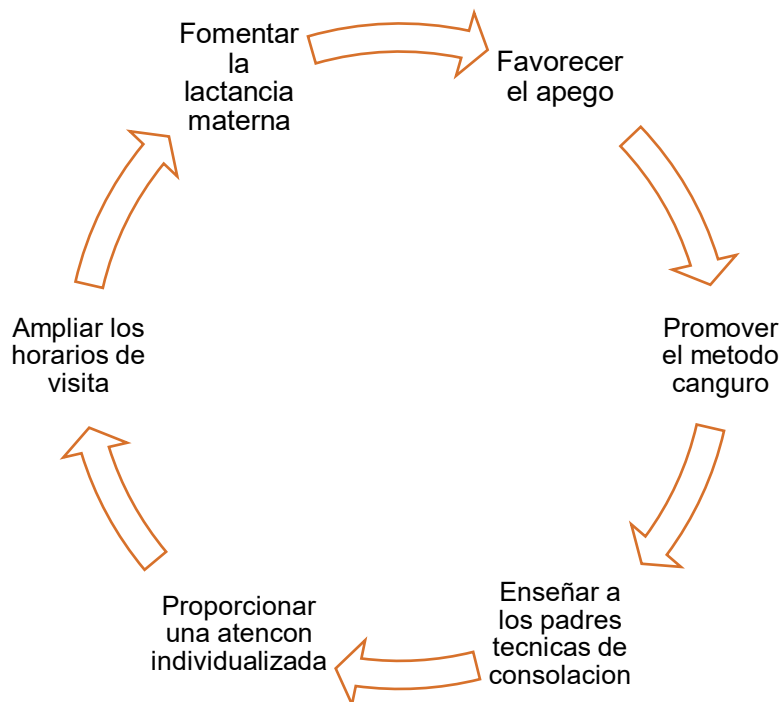 Fomentar
la
lactancia
materna
Favorecer
el apego
Promover
el metodo
canguro
Enseñar a
los padres
tecnicas de
consolacion
Proporcionar
una atencon
individualizada
Ampliar los
horarios de
visita